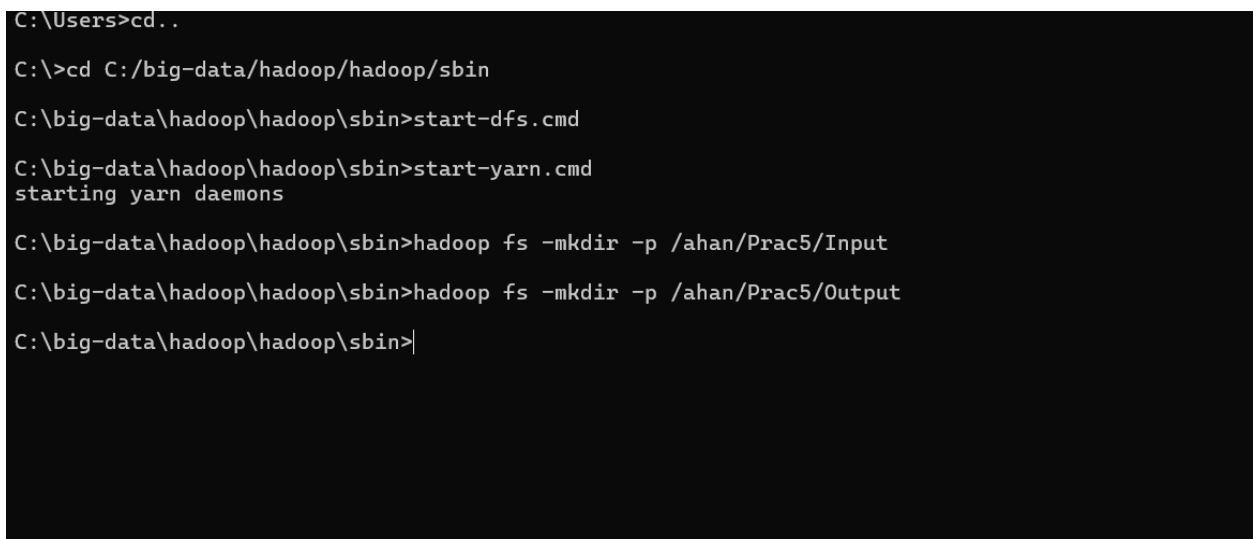 C:\Users>cd..
C:\>cd C:/big-data/hadoop/hadoop/sbin
C:\big-data\hadoop\hadoop\sbin>start-dfs.cmd
C:\big-data\hadoop\hadoop\sbin>start-yarn.cmd
starting yarn daemons
C:\big-data\hadoop\hadoop\sbin>hadoop fs -mkdir -p /ahan/Prac5/Input
C:\big-data\hadoop\hadoop\sbin>hadoop fs -mkdir -p /ahan/Prac5/Output
C:\big-data\hadoop\hadoop\sbin>